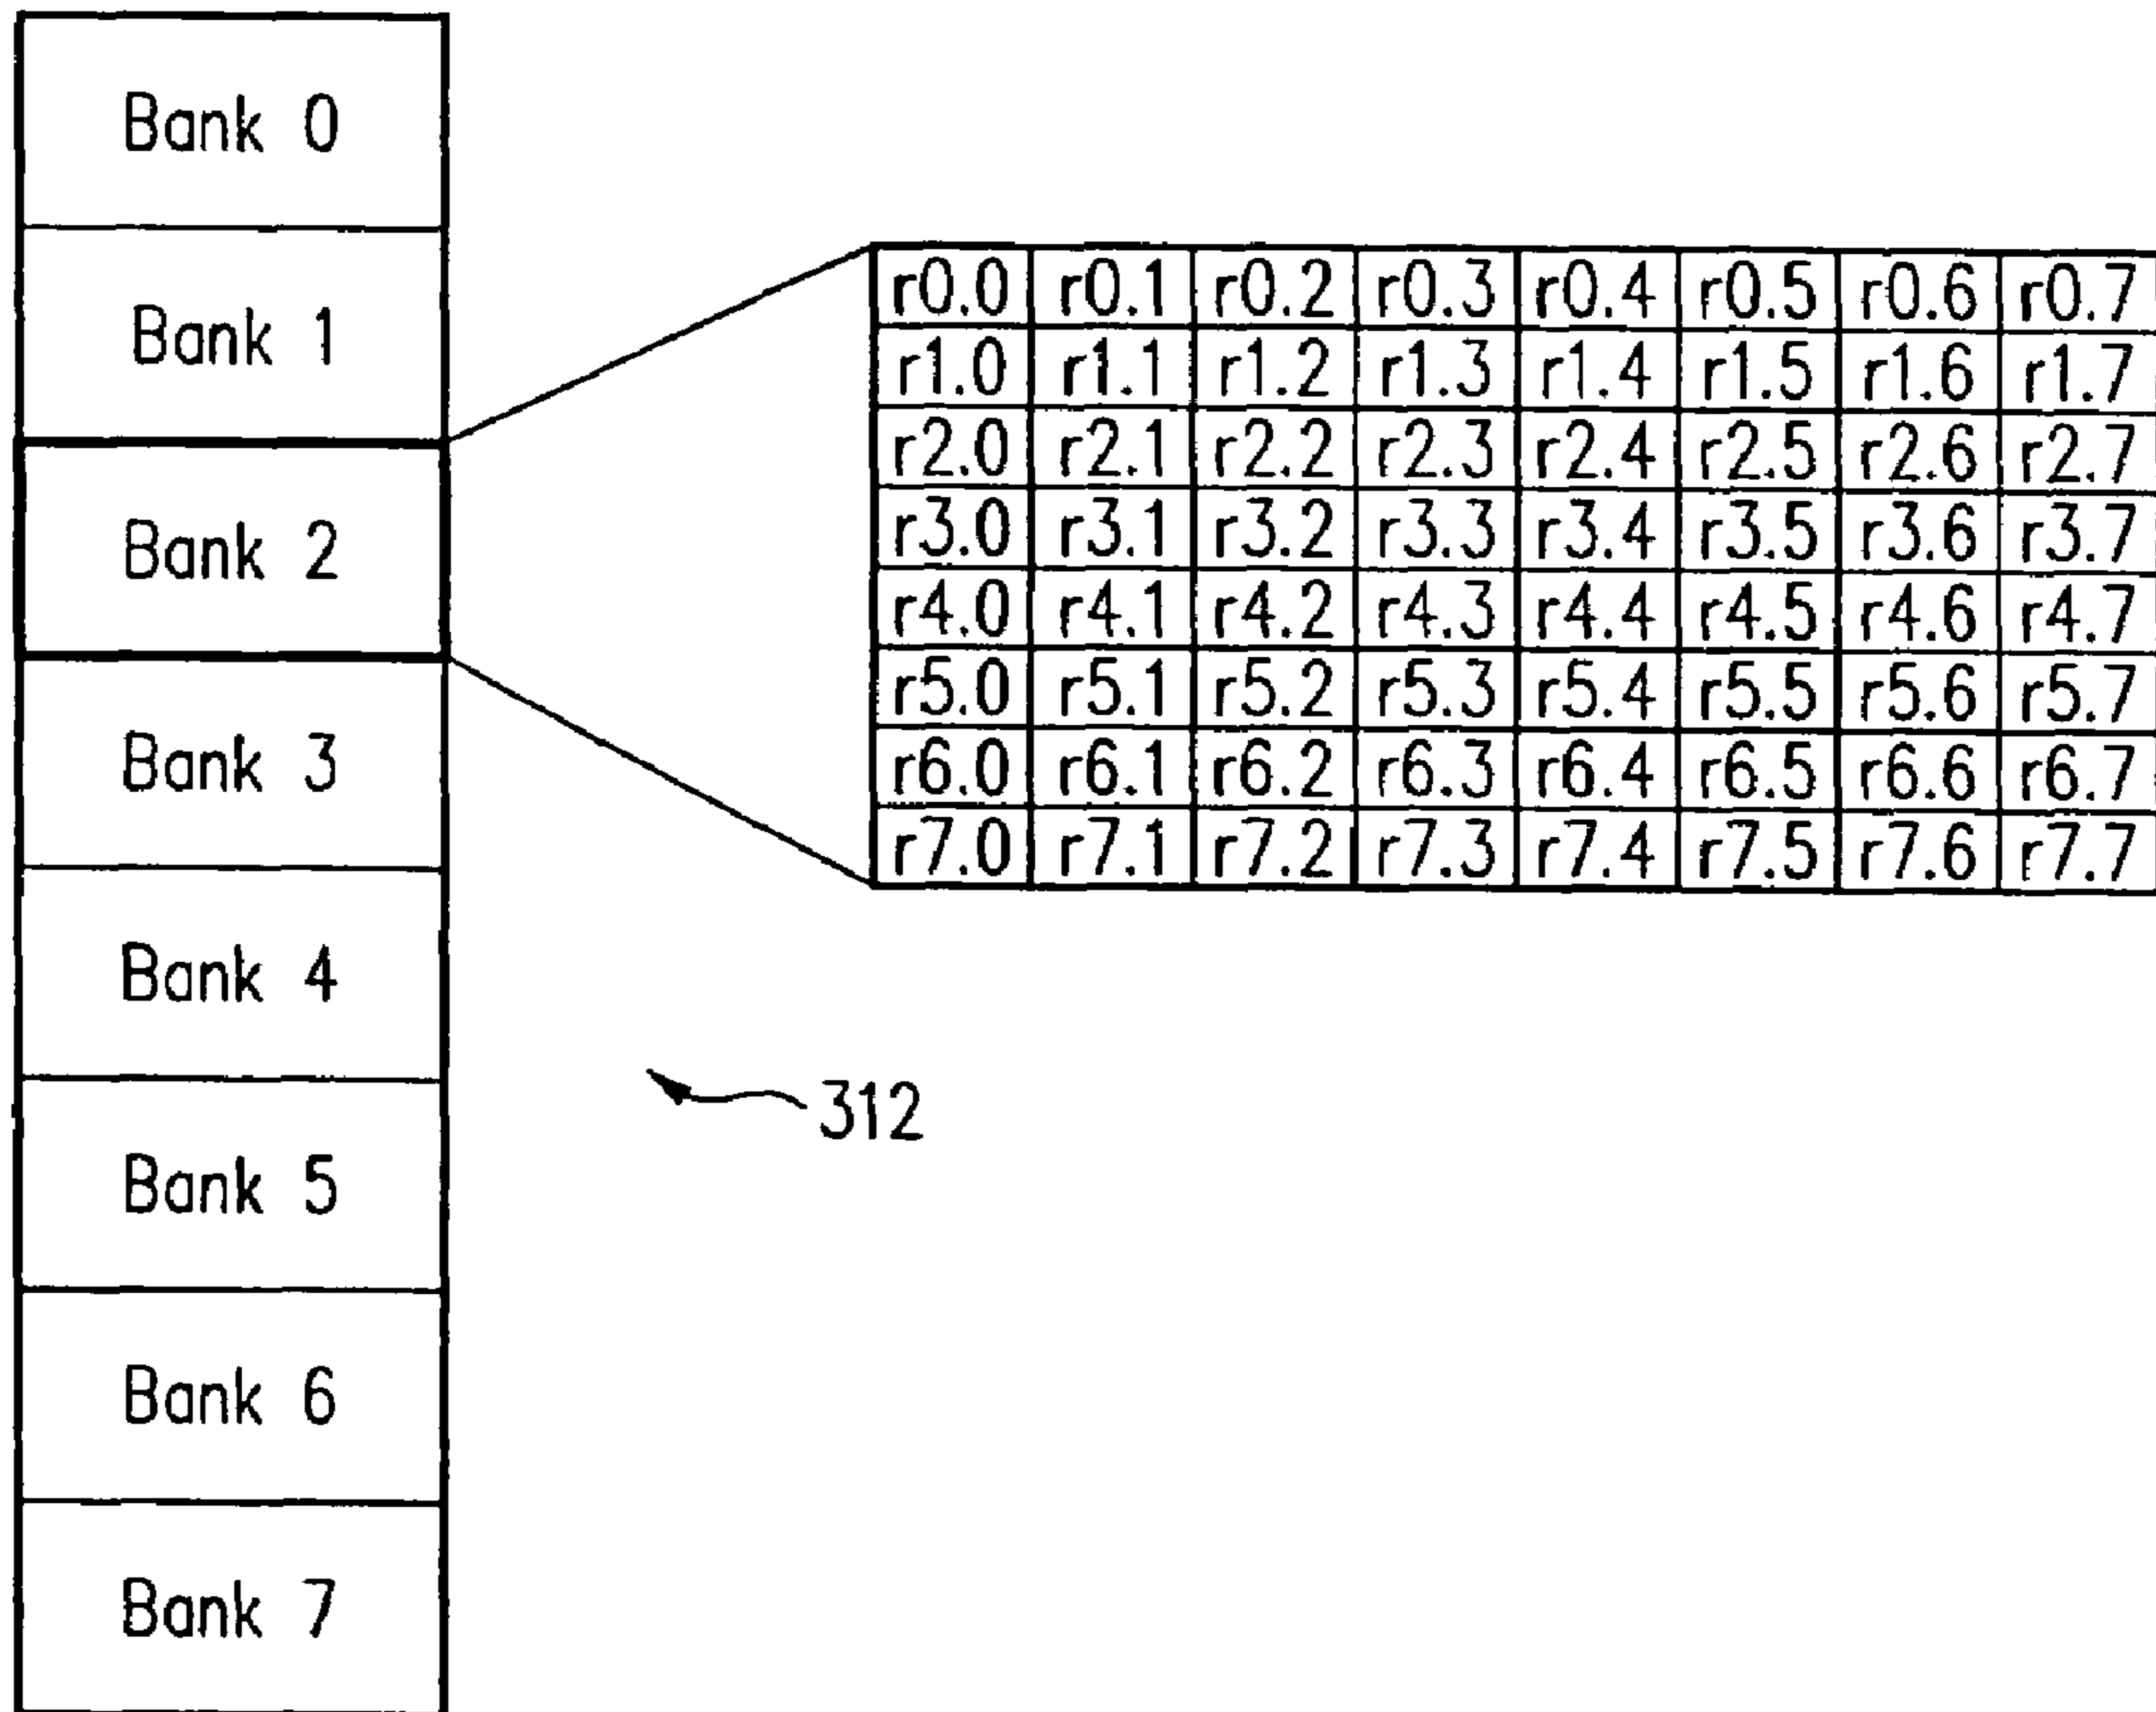 Bank 0
Bank 1
Bank 2
Bank 3
Bank 4
Bank 5
Bank 6
Bank 7
r0.0 r0.1 r0.2 r0.3 r0.4 r0.5 r0.6 r0.7
r1.0 r1.1 r1.2 r1.3 r1.4 r1.5 r1.6 r1.7
r2.0 r2.1 r2.2 r2.3 r2.4 r2.5 r2.6 r2.7
r3.0 r3.1 r3.2 r3.3 r3.4 r3.5 r3.6 r3.7
r4.0 r4.1 r4.2 r4.3 r4.4 r4.5 r4.6 r4.7
r5.0 r5.1 r5.2 r5.3 r5.4 r5.5 r5.6 r5.7
r6.0 r6.1 r6.2 r6.3 r6.4 r6.5 r6.6 r6.7
r7.0 r7.1 r7.2 r7.3 r7.4 r7.5 r7.6 r7.7
312